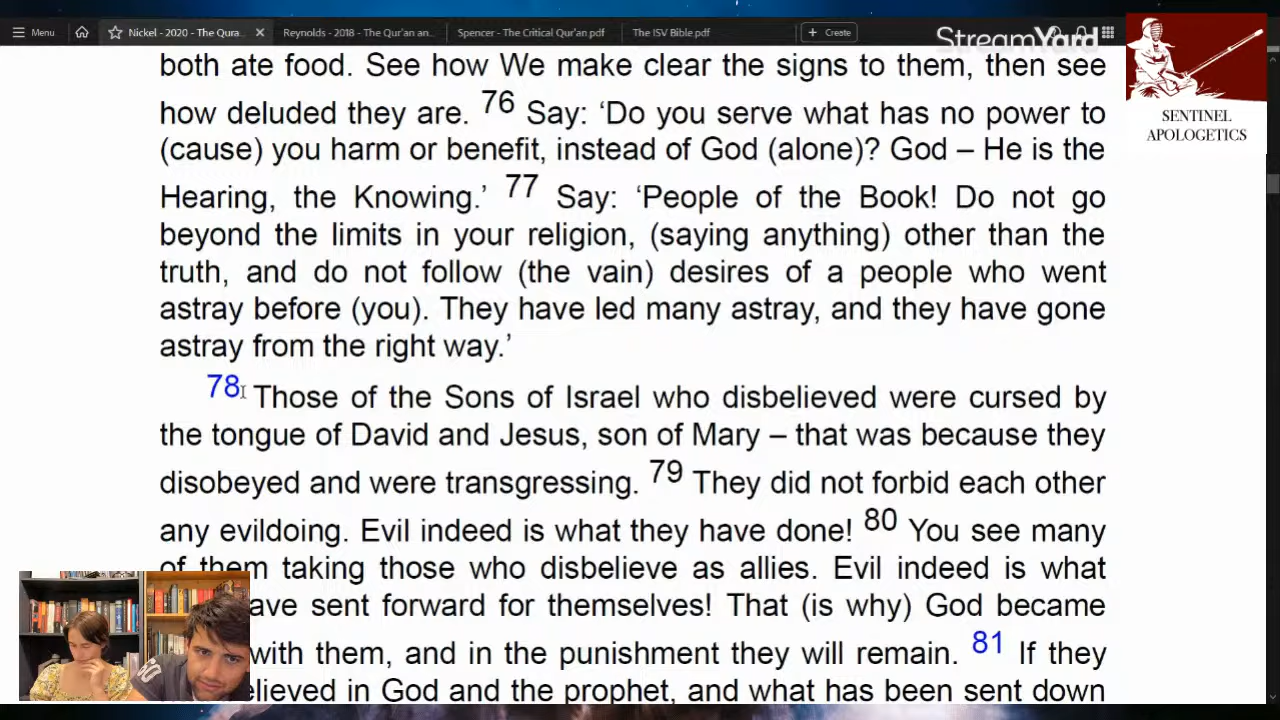 Menu
Nickel - 2020 - The Qura...
Reynolds - 2018 - The Qur'an an...
Spencer - The Critical Qur'an.pdf
The ISV Bible.pdf
+ Create
StreamYard
SENTINEL
APOLOGETICS
both ate food. See how We make clear the signs to them, then see
how deluded they are. 76 Say: ‘Do you serve what has no power to
(cause) you harm or benefit, instead of God (alone)? God – He is the
Hearing, the Knowing.’ 77 Say: ‘People of the Book! Do not go
beyond the limits in your religion, (saying anything) other than the
truth, and do not follow (the vain) desires of a people who went
astray before (you). They have led many astray, and they have gone
astray from the right way.’
78 Those of the Sons of Israel who disbelieved were cursed by
the tongue of David and Jesus, son of Mary – that was because they
disobeyed and were transgressing. 79 They did not forbid each other
any evildoing. Evil indeed is what they have done! 80 You see many
of them taking those who disbelieve as allies. Evil indeed is what
ave sent forward for themselves! That (is why) God became
with them, and in the punishment they will remain. 81 If they
elieved in God and the prophet, and what has been sent down